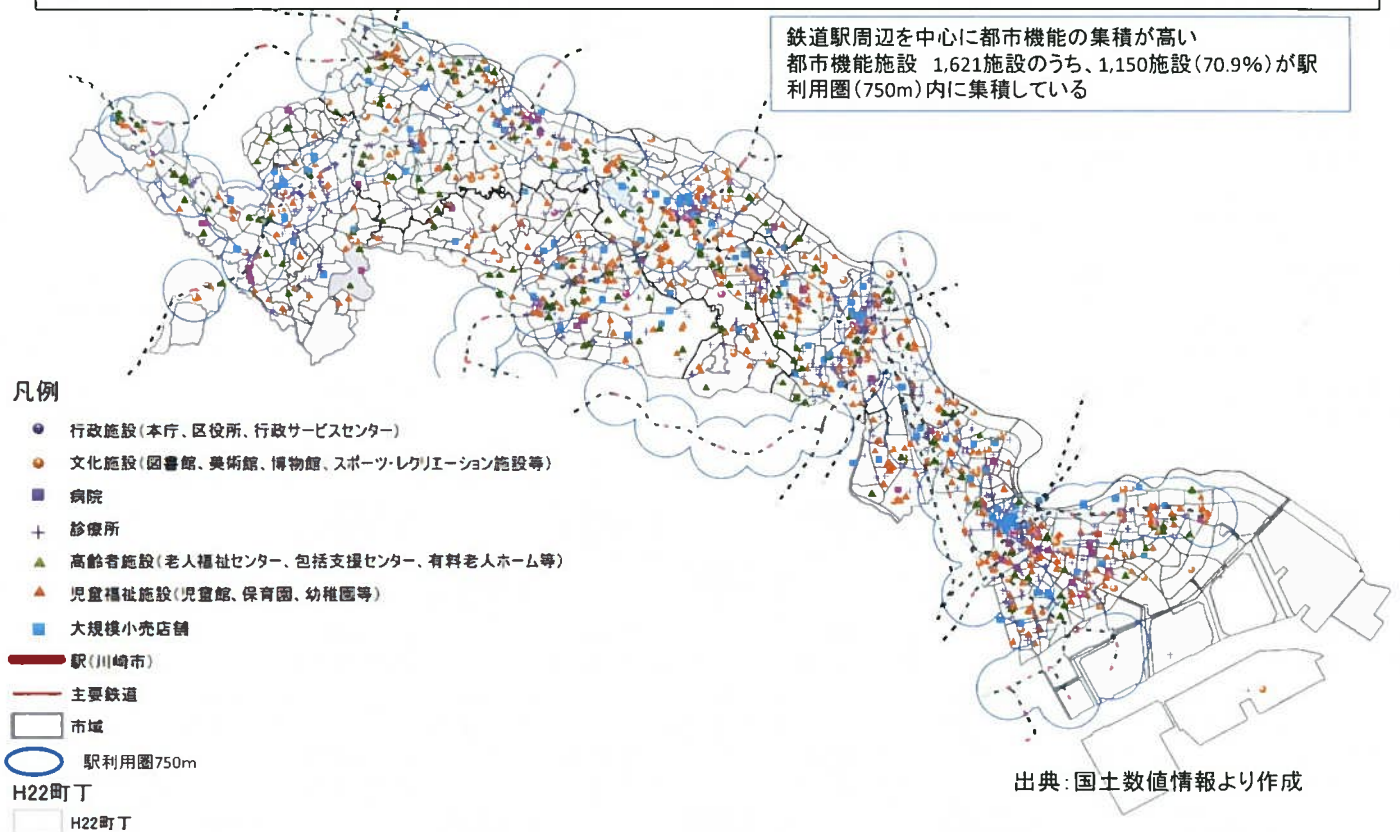 鉄道駅周辺を中心に都市機能の集積が高い
都市機能施設 1,621施設のうち、1,150施設(70.9%)が駅
利用圏(750m)内に集積している
凡例
行政施設(本庁、区役所、行政サービスセンター)
文化施設(図書館、美術館、博物館、スポーツ・レクリエーション施設等)
病院
診療所
高齢者施設(老人福祉センター、包括支援センター、有料老人ホーム等)
児童福祉施設(児童館、保育園、幼稚園等)
大規模小売店舗
駅(川崎市)
主要鉄道
市域
駅利用圏750m
H22町丁
H22町丁
出典:国土数値情報より作成